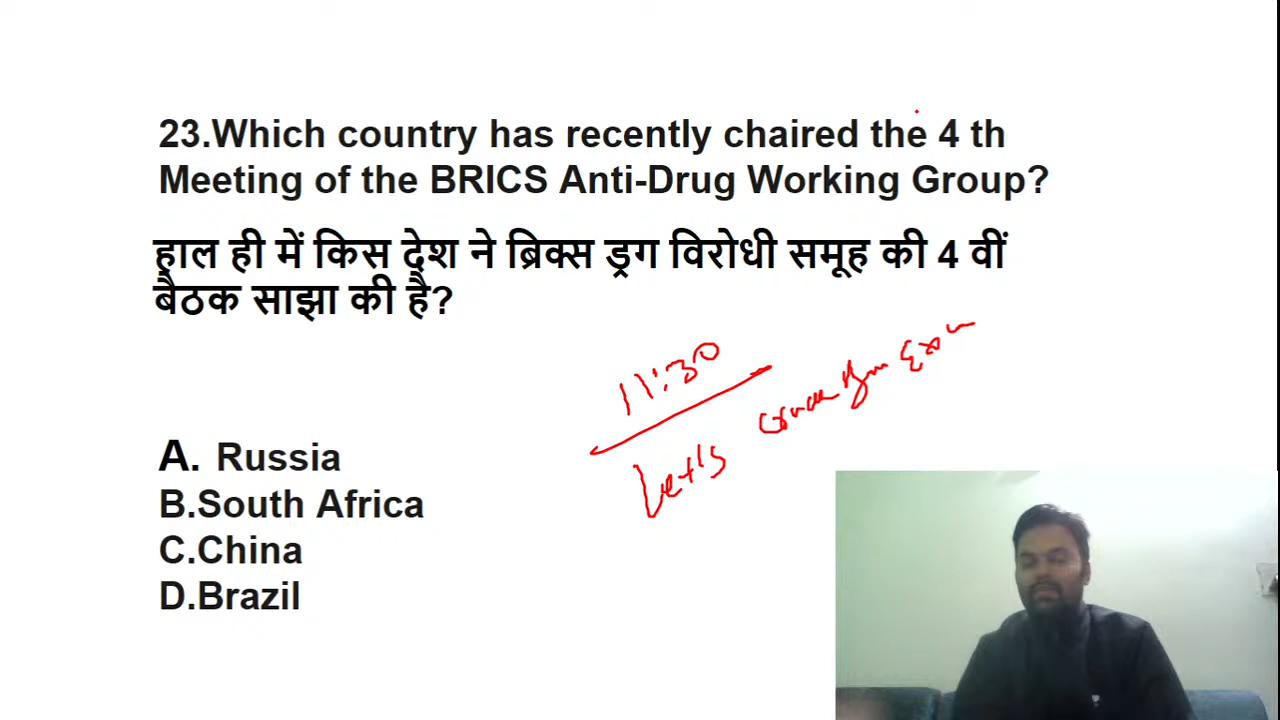 23.Which country has recently chaired the 4 th
Meeting of the BRICS Anti-Drug Working Group?
हाल ही में किस देश ने ब्रिक्स ड्रग विरोधी समूह की 4 वीं
बैठक साझा की है?
11:30
Let's
A. Russia
B.South Africa
C.China
D.Brazil